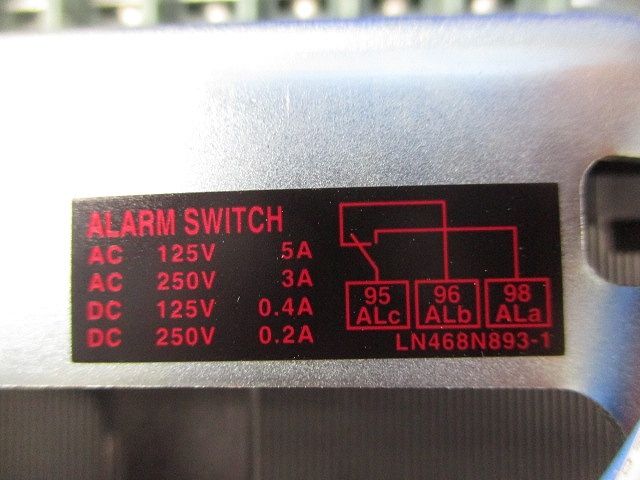 ALARM SWITCH
AC 125V 5A
AC 250V 3A
DC 125V 0.4A
DC 250V 0.2A
95 96 98
ALc ALb ALa
LN468N893-1